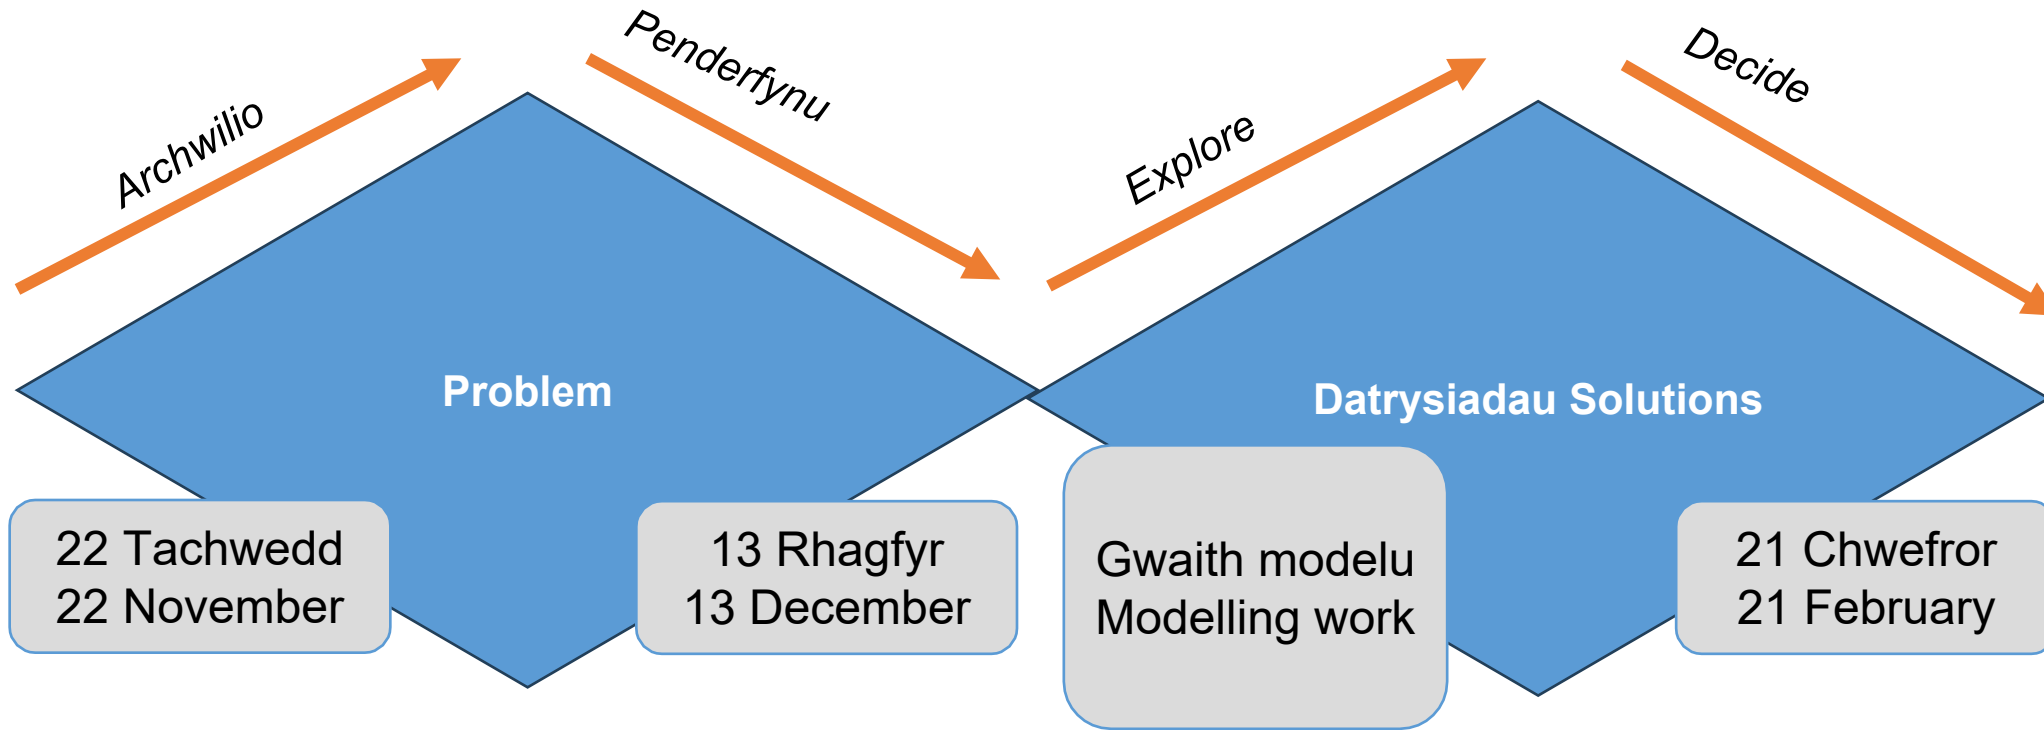 Archwilio
Penderfynu
Explore
Decide
Problem
Datrysiadau Solutions
22 Tachwedd
22 November
13 Rhagfyr
13 December
Gwaith modelu
Modelling work
21 Chwefror
21 February